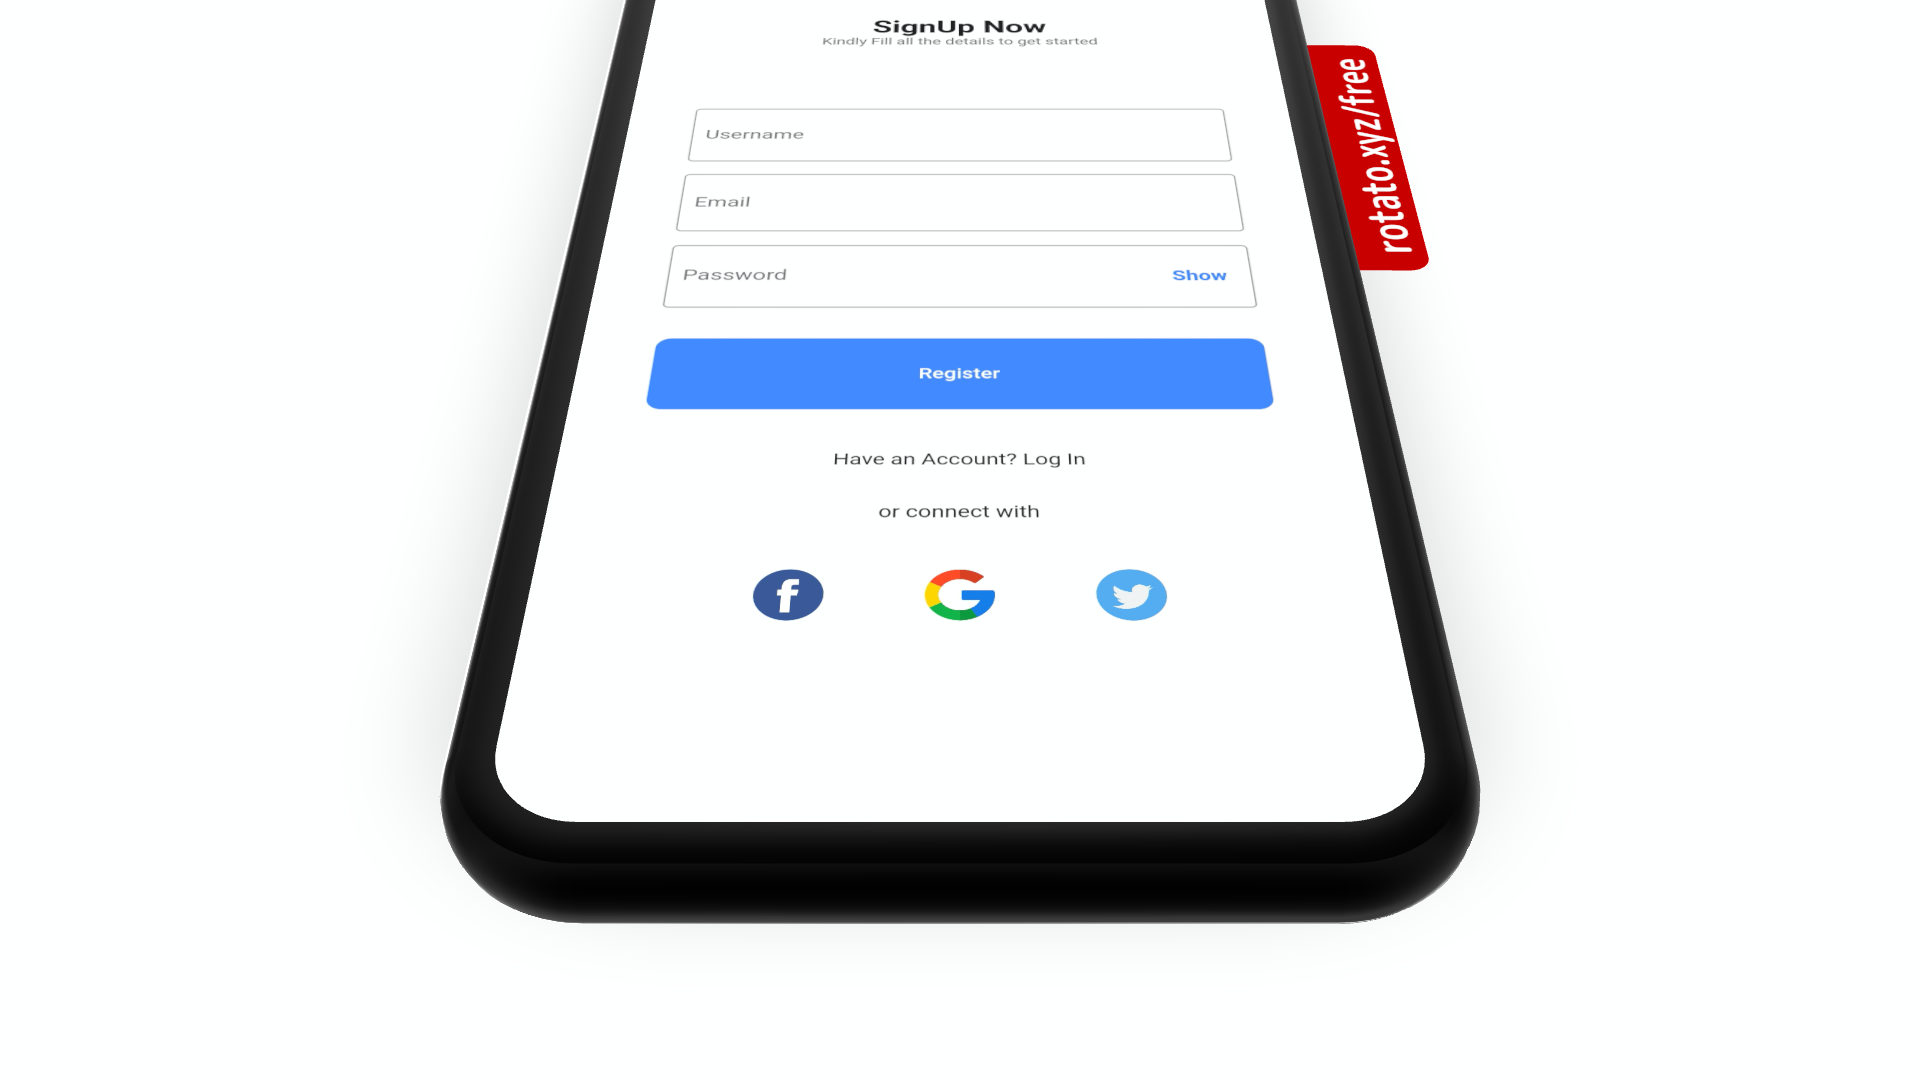 SignUp Now
Kindly Fill all the details to get started
Username
Email
Password
Show
Register
Have an Account? Log In
or connect with
rotato.xyz/free